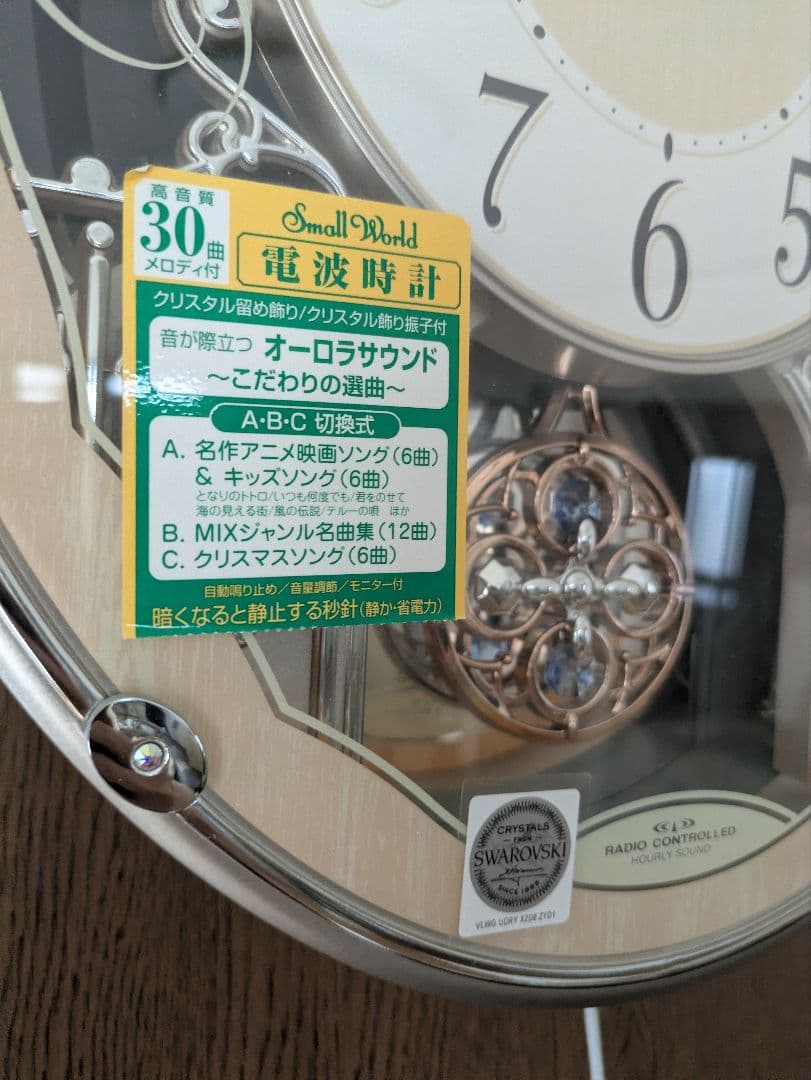 7
6
5
高音質
30曲
メロディ付
Small World
電波時計
クリスタル留め飾り/クリスタル飾り振子付
音が際立つ オーロラサウンド
～こだわりの選曲～
A・B・C 切換式
A. 名作アニメ映画ソング(6曲)
& キッズソング(6曲)
となりのトトロ/いつも何度でも/君をのせて
海の見える街/風の伝説/テルーの唄 ほか
B. MIXジャンル名曲集(12曲)
C. クリスマスソング(6曲)
自動鳴り止め/音量調節/モニター付
暗くなると静止する秒針(静か・省電力)
CRYSTALS
FROM
SWAROVSKI
SINCE 1895
VLWG UORY X2D8 ZYD1
RADIO CONTROLLED
HOURLY SOUND